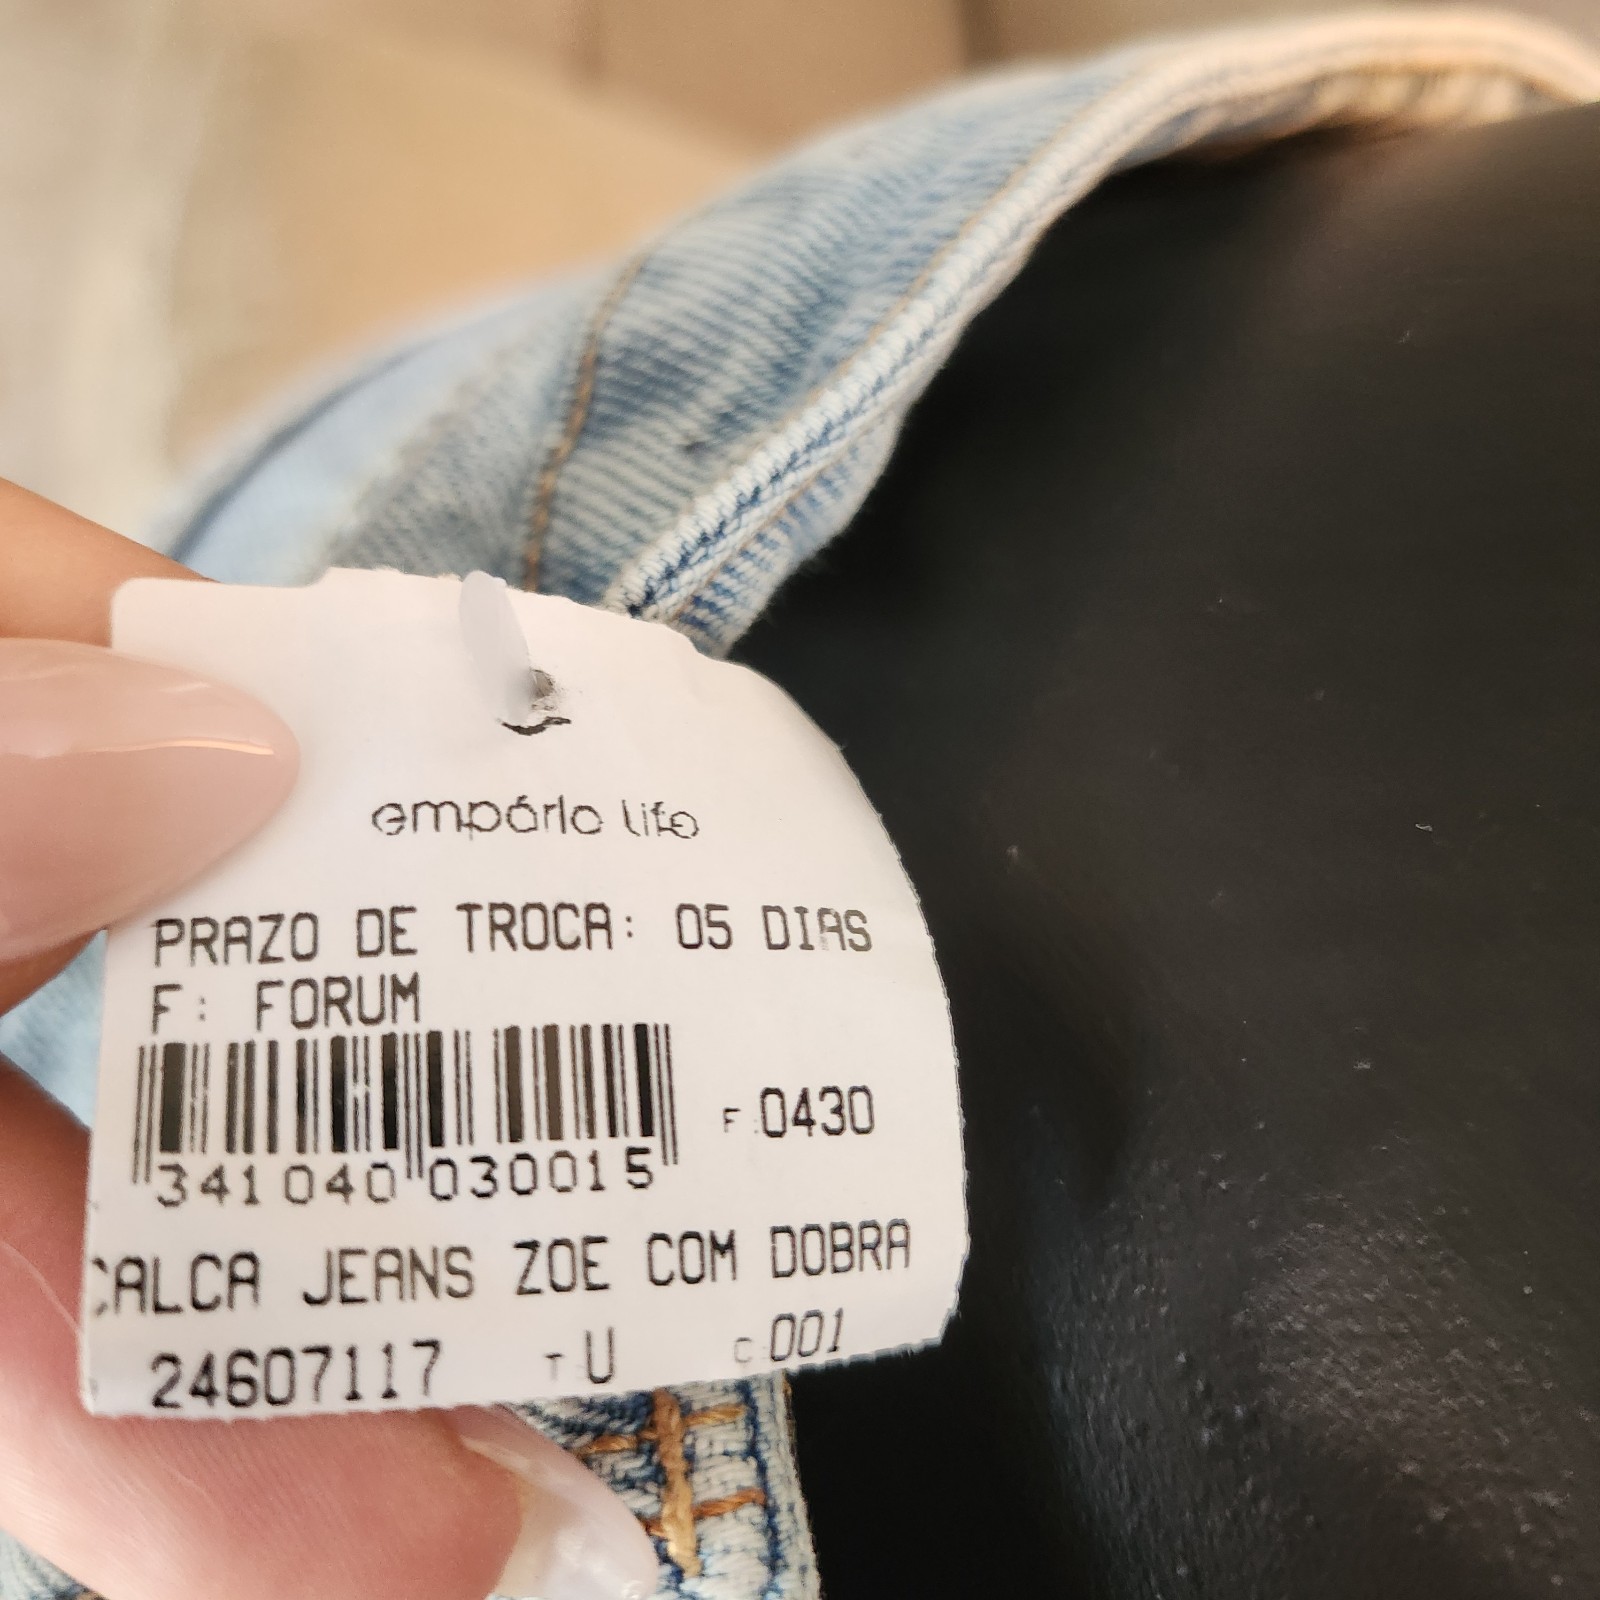 empório life
PRAZO DE TROCA: 05 DIAS
F: FORUM
F:0430
341040 030015
CALCA JEANS ZOE COM DOBRA
24607117 T:U C:001